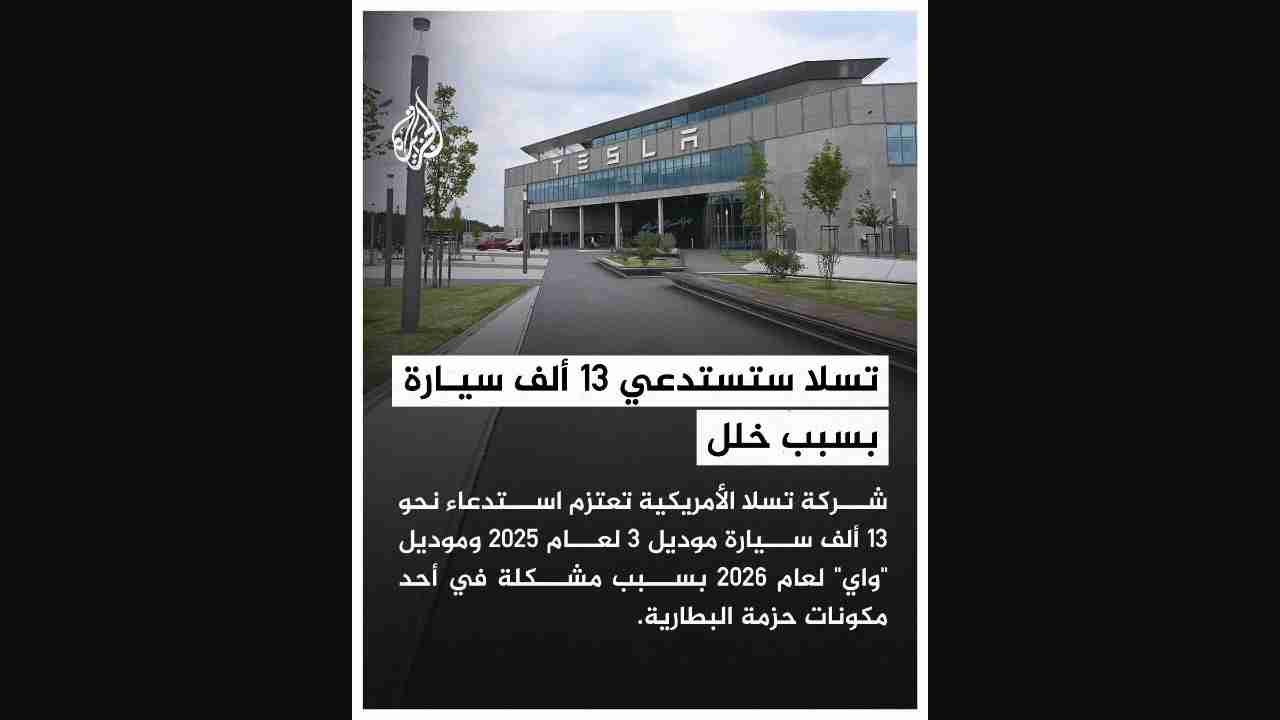 الجزيرة
TESLA
تسلا ستستدعي 13 ألف سيارة
بسبب خلل
شركة تسلا الأمريكية تعتزم استدعاء نحو
13 ألف سيارة موديل 3 لعام 2025 وموديل
"واي" لعام 2026 بسبب مشكلة في أحد
مكونات حزمة البطارية.